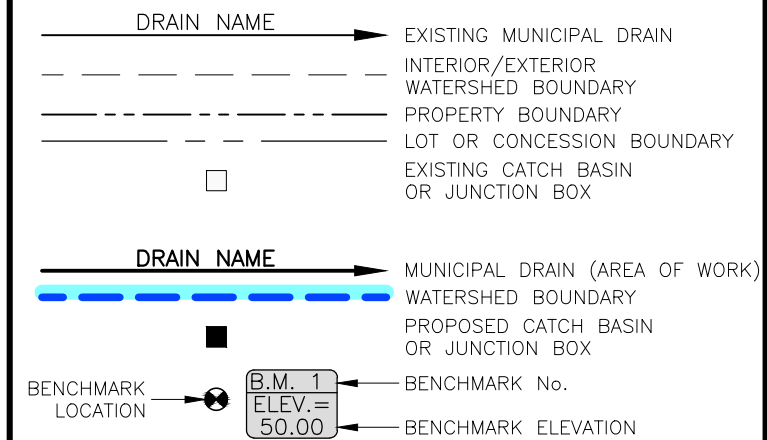 DRAIN NAME
EXISTING MUNICIPAL DRAIN
INTERIOR/EXTERIOR
WATERSHED BOUNDARY
PROPERTY BOUNDARY
LOT OR CONCESSION BOUNDARY
EXISTING CATCH BASIN
OR JUNCTION BOX
DRAIN NAME
MUNICIPAL DRAIN (AREA OF WORK)
WATERSHED BOUNDARY
PROPOSED CATCH BASIN
OR JUNCTION BOX
BENCHMARK
LOCATION
B.M. 1
ELEV.=
50.00
BENCHMARK No.
BENCHMARK ELEVATION